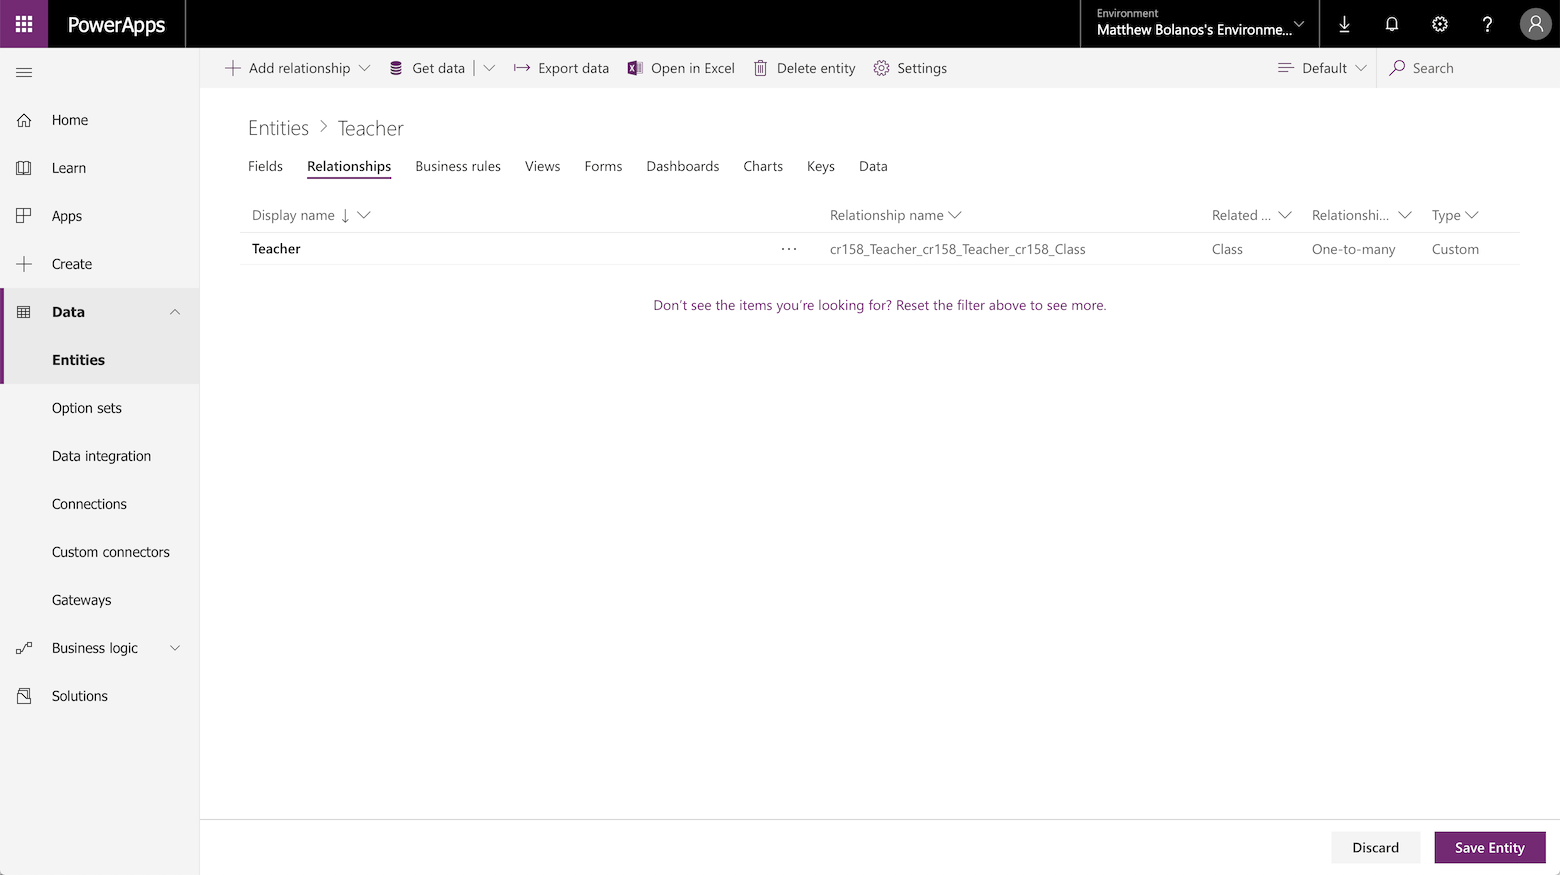 PowerApps
Environment
Matthew Bolanos's Environme...
Add relationship
Get data
Export data
Open in Excel
Delete entity
Settings
Default
Search
Home
Learn
Apps
Create
Data
Entities
Option sets
Data integration
Connections
Custom connectors
Gateways
Business logic
Solutions
Entities > Teacher
Fields Relationships Business rules Views Forms Dashboards Charts Keys Data
Display name Relationship name Related ... Relationshi... Type
Teacher ... cr158_Teacher_cr158_Teacher_cr158_Class Class One-to-many Custom
Don't see the items you're looking for? Reset the filter above to see more.
Discard
Save Entity